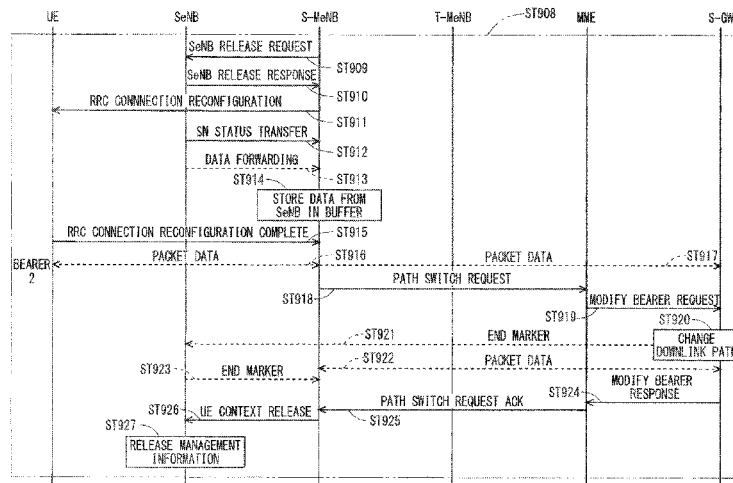 UE SeNB S-MeNB T-MeNB MME S-GW
ST908
SeNB RELEASE REQUEST
ST909
SeNB RELEASE RESPONSE
ST910
RRC CONNNECTION RECONFIGURATION
ST911
SN STATUS TRANSFER
ST912
DATA FORWARDING
ST913
ST914
STORE DATA FROM
SeNB IN BUFFER
RRC CONNECTION RECONFIGURATION COMPLETE
ST915
BEARER
2
PACKET DATA
ST916
PACKET DATA
ST917
PATH SWITCH REQUEST
ST918
MODIFY BEARER REQUEST
ST919
ST920
CHANGE
DOWNLINK PATH
ST921
END MARKER
ST922
PACKET DATA
ST923
END MARKER
MODIFY BEARER
RESPONSE
ST924
PATH SWITCH REQUEST ACK
ST925
ST926
UE CONTEXT RELEASE
ST927
RELEASE MANAGEMENT
INFORMATION